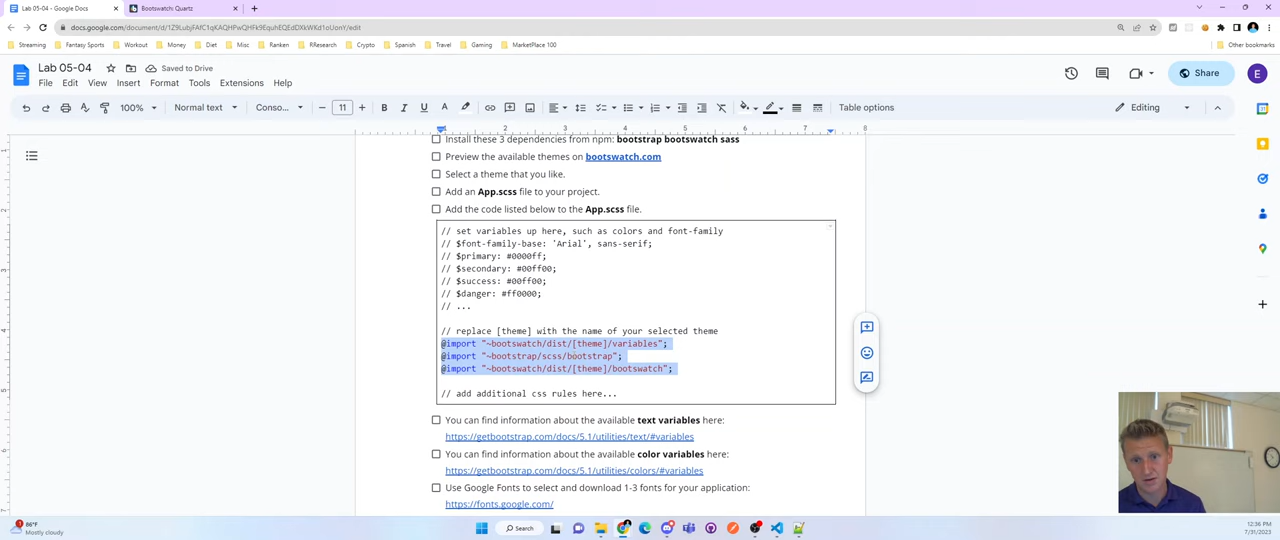 Lab 05-04 - Google Docs
Bootswatch: Quartz
docs.google.com/document/d/
/edit
Streaming
Fantasy Sports
Workout
Money
Diet
Misc
Ranken
RResearch
Crypto
Spanish
Travel
Gaming
MarketPlace 100
Other bookmarks
Lab 05-04
Saved to Drive
File Edit View Insert Format Tools Extensions Help
Share
E
100%
Normal text
Conso...
11
Table options
Editing
Install these 3 dependencies from npm: bootstrap bootswatch sass
Preview the available themes on bootswatch.com
Select a theme that you like.
Add an App.scss file to your project.
Add the code listed below to the App.scss file.
// set variables up here, such as colors and font-family
// $font-family-base: 'Arial', sans-serif;
// $primary: #0000ff;
// $secondary: #00ff00;
// $success: #00ff00;
// $danger: #ff0000;
// ...
// replace [theme] with the name of your selected theme
@import "~bootswatch/dist/[theme]/variables";
@import "~bootstrap/scss/bootstrap";
@import "~bootswatch/dist/[theme]/bootswatch";
// add additional css rules here...
You can find information about the available text variables here:
https://getbootstrap.com/docs/5.1/utilities/text/#variables
You can find information about the available color variables here:
https://getbootstrap.com/docs/5.1/utilities/colors/#variables
Use Google Fonts to select and download 1-3 fonts for your application:
https://fonts.google.com/
86°F
Mostly cloudy
Search
12:36 PM
7/31/2023